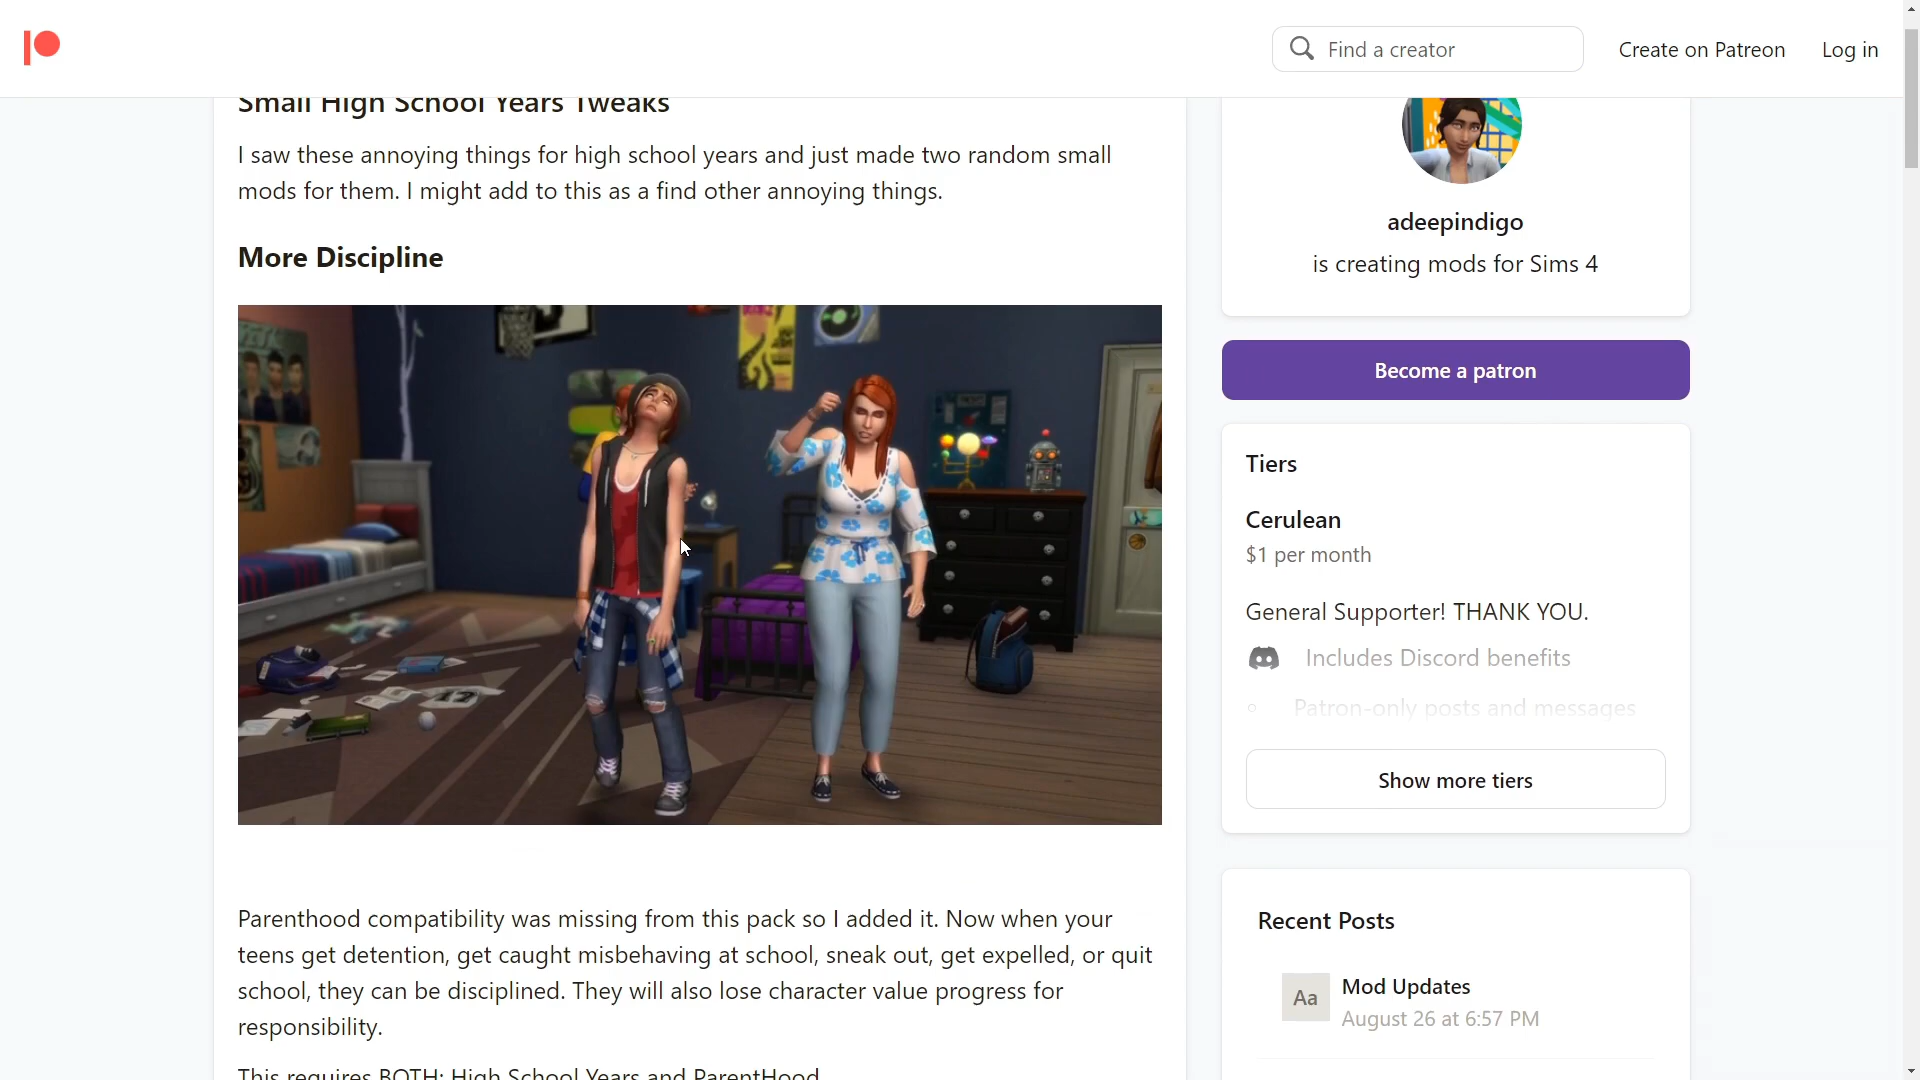 Find a creator
Create on Patreon
Log in
Small High School Years Tweaks
I saw these annoying things for high school years and just made two random small
mods for them. I might add to this as a find other annoying things.
More Discipline
Parenthood compatibility was missing from this pack so I added it. Now when your
teens get detention, get caught misbehaving at school, sneak out, get expelled, or quit
school, they can be disciplined. They will also lose character value progress for
responsibility.
This requires BOTH: High School Years and ParentHood
adeepindigo
is creating mods for Sims 4
Become a patron
Tiers
Cerulean
$1 per month
General Supporter! THANK YOU.
Includes Discord benefits
Patron-only posts and messages
Show more tiers
Recent Posts
Aa
Mod Updates
August 26 at 6:57 PM